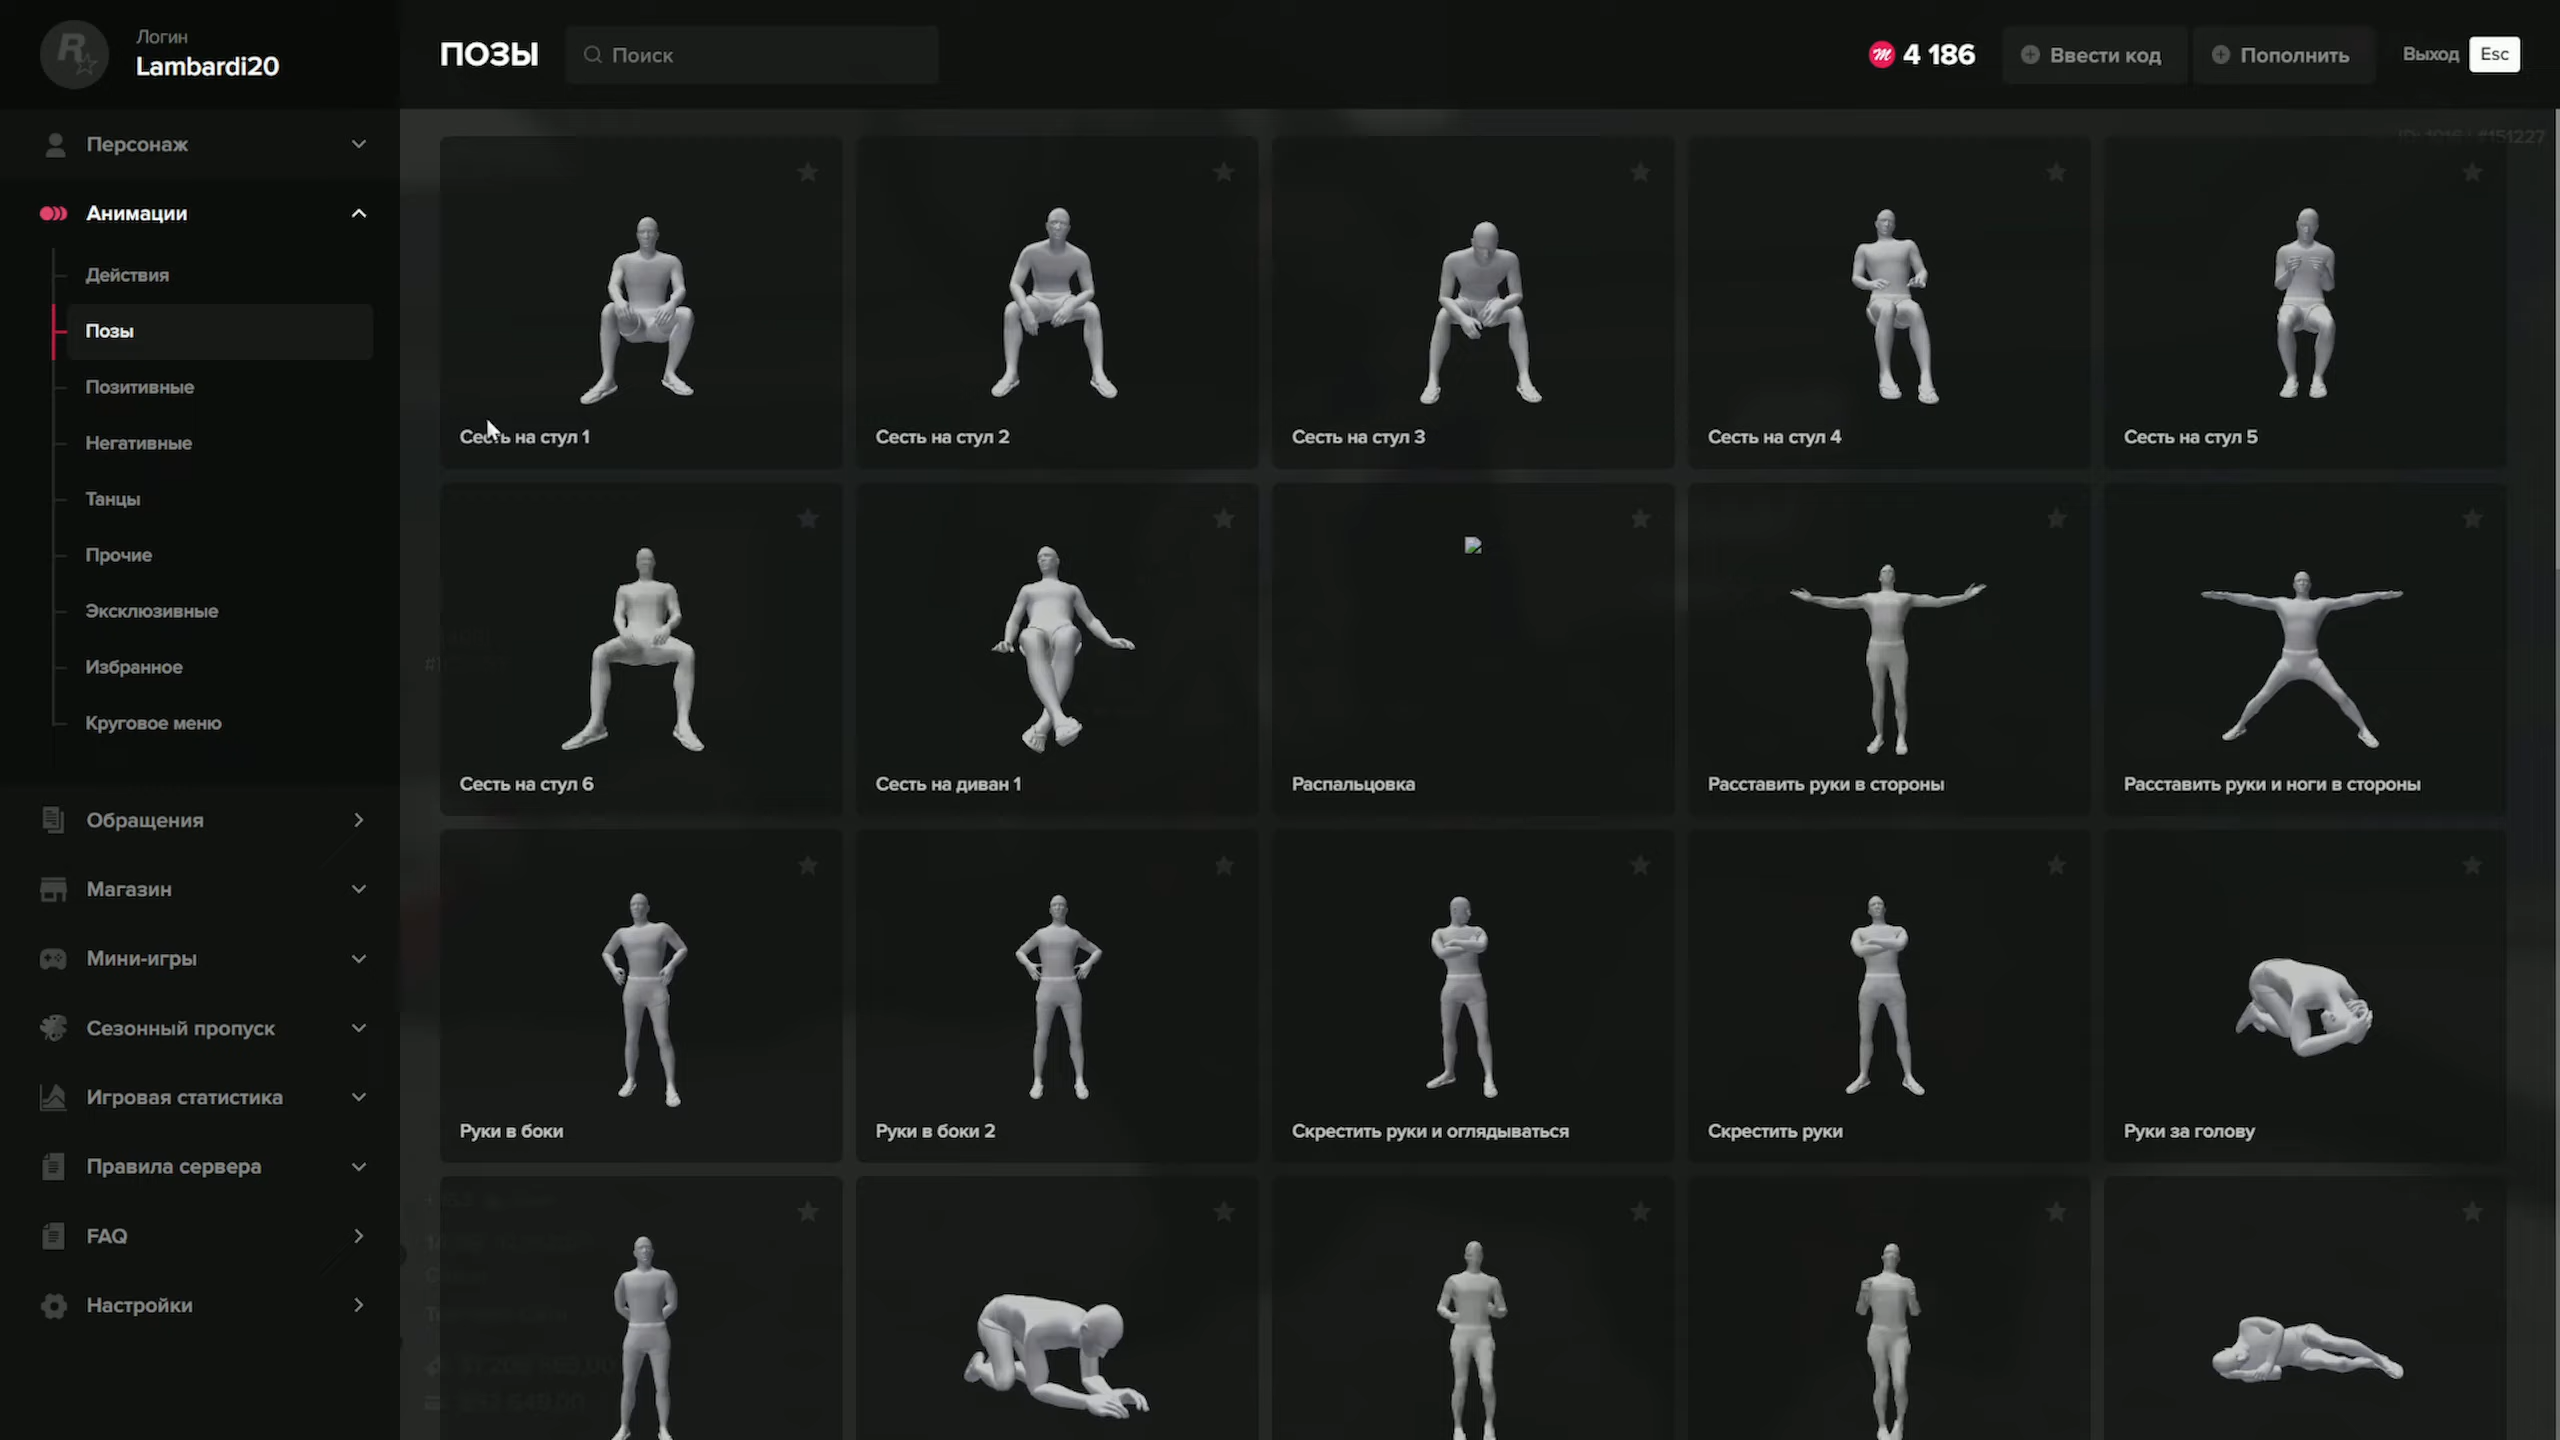 Логин
Lambardi20
ПОЗЫ
Поиск
4 186
Ввести код
Пополнить
Выход
Esc
Персонаж
Анимации
Действия
Позы
Позитивные
Негативные
Танцы
Прочие
Эксклюзивные
Избранное
Круговое меню
Обращения
Магазин
Мини-игры
Сезонный пропуск
Игровая статистика
Правила сервера
FAQ
Настройки
Сесть на стул 1
Сесть на стул 2
Сесть на стул 3
Сесть на стул 4
Сесть на стул 5
Сесть на стул 6
Сесть на диван 1
Распальцовка
Расставить руки в стороны
Расставить руки и ноги в стороны
Руки в боки
Руки в боки 2
Скрестить руки и оглядываться
Скрестить руки
Руки за голову